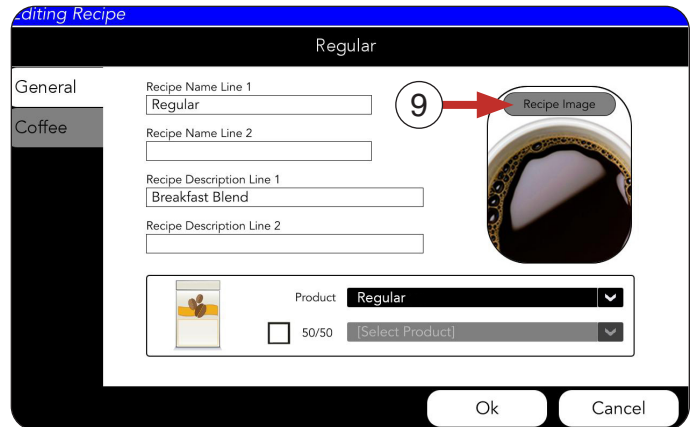 Editing Recipe
Regular
General
Coffee
Recipe Name Line 1
Regular
Recipe Name Line 2
Recipe Description Line 1
Breakfast Blend
Recipe Description Line 2
9
Recipe Image
Product
Regular
50/50
[Select Product]
Ok
Cancel